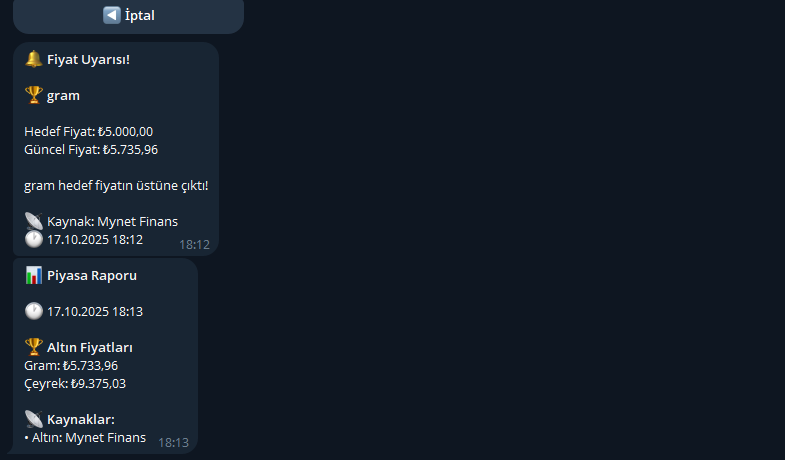 ◀️ İptal
🔔 Fiyat Uyarısı!
🏆 gram
Hedef Fiyat: ₺5.000,00
Güncel Fiyat: ₺5.735,96
gram hedef fiyatın üstüne çıktı!
📡 Kaynak: Mynet Finans
🕐 17.10.2025 18:12
18:12
📊 Piyasa Raporu
🕐 17.10.2025 18:13
🏆 Altın Fiyatları
Gram: ₺5.733,96
Çeyrek: ₺9.375,03
📡 Kaynaklar:
• Altın: Mynet Finans
18:13